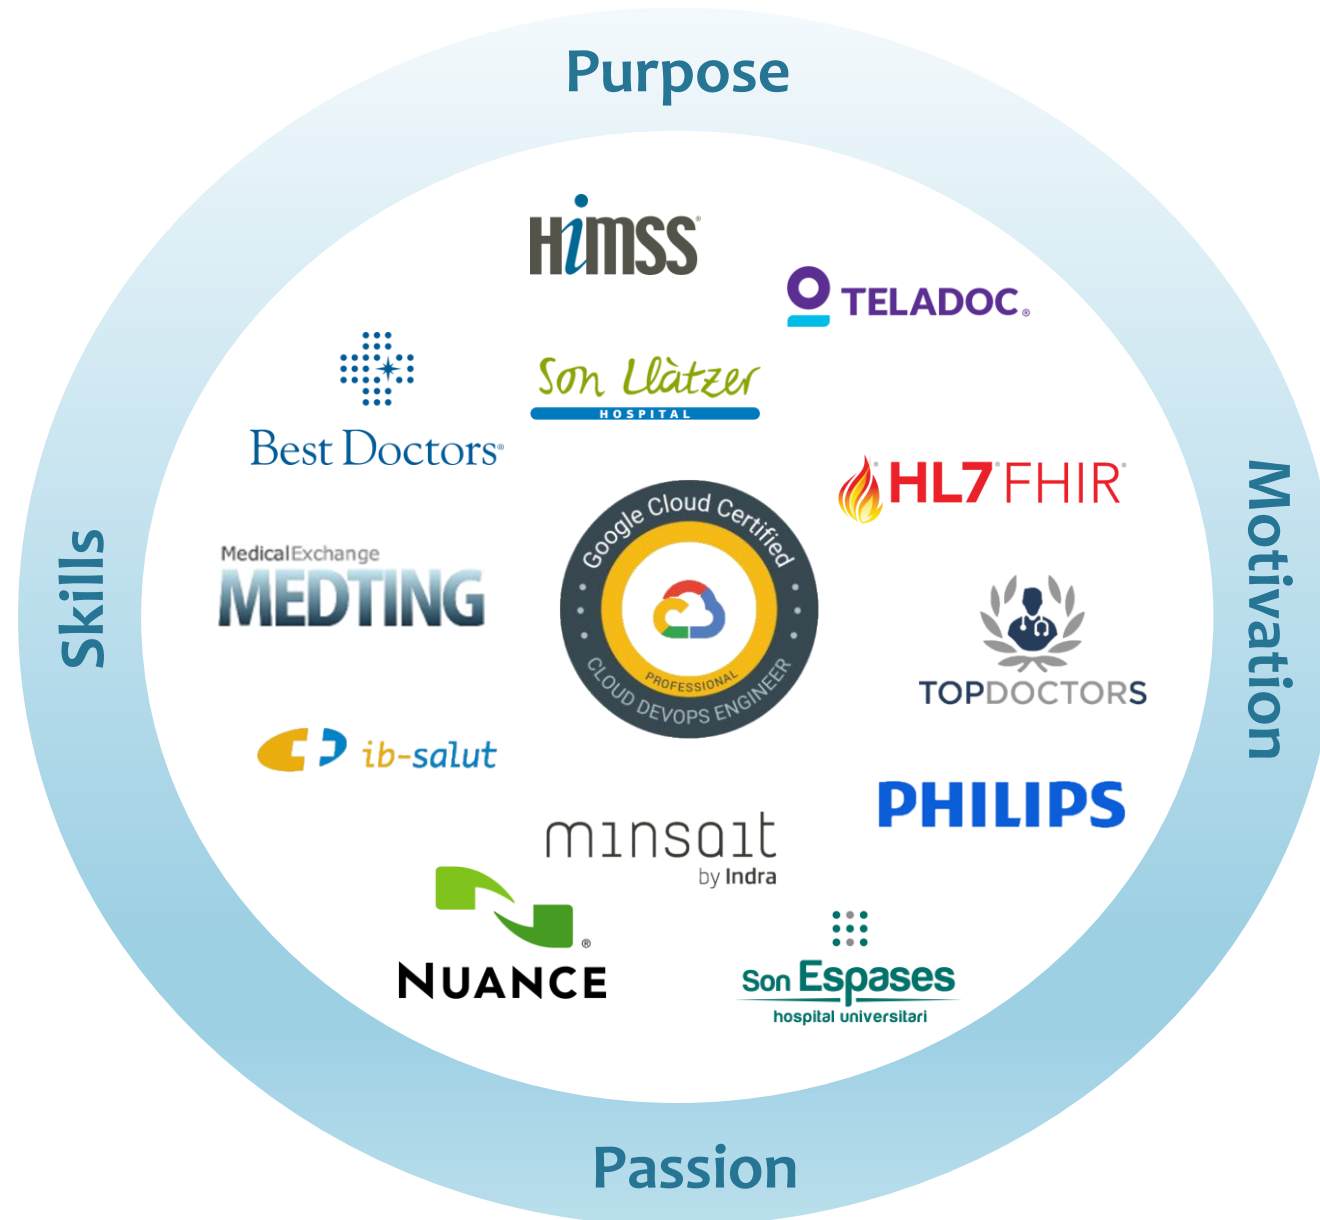 Purpose
HiMSS®
TELADOC®
Son Llàtzer
HOSPITAL
Best Doctors®
HL7® FHIR®
Google Cloud Certified
PROFESSIONAL
CLOUD DEVOPS ENGINEER
MedicalExchange
MEDTING
Skills
Motivation
TOPDOCTORS
ib-salut
PHILIPS
minsait
by Indra
NUANCE®
Son Espases
hospital universitari
Passion